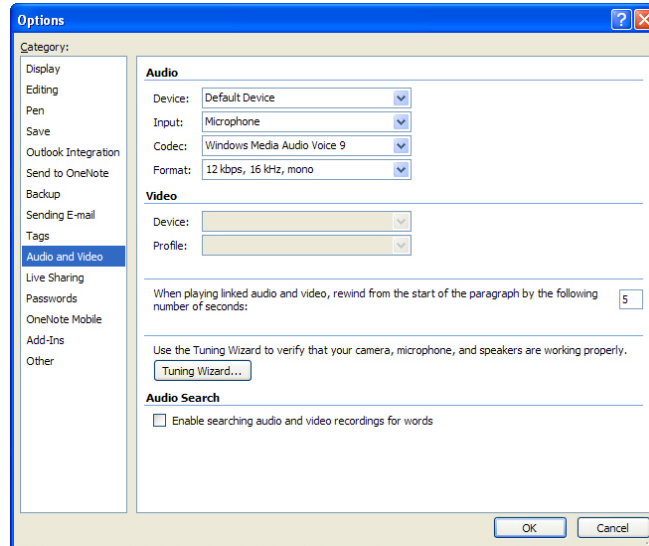 Options
Category:
Display
Editing
Pen
Save
Outlook Integration
Send to OneNote
Backup
Sending E-mail
Tags
Audio and Video
Live Sharing
Passwords
OneNote Mobile
Add-Ins
Other
Audio
Device: Default Device
Input: Microphone
Codec: Windows Media Audio Voice 9
Format: 12 kbps, 16 kHz, mono
Video
Device:
Profile:
When playing linked audio and video, rewind from the start of the paragraph by the following
number of seconds:
5
Use the Tuning Wizard to verify that your camera, microphone, and speakers are working properly.
Tuning Wizard...
Audio Search
Enable searching audio and video recordings for words
OK Cancel